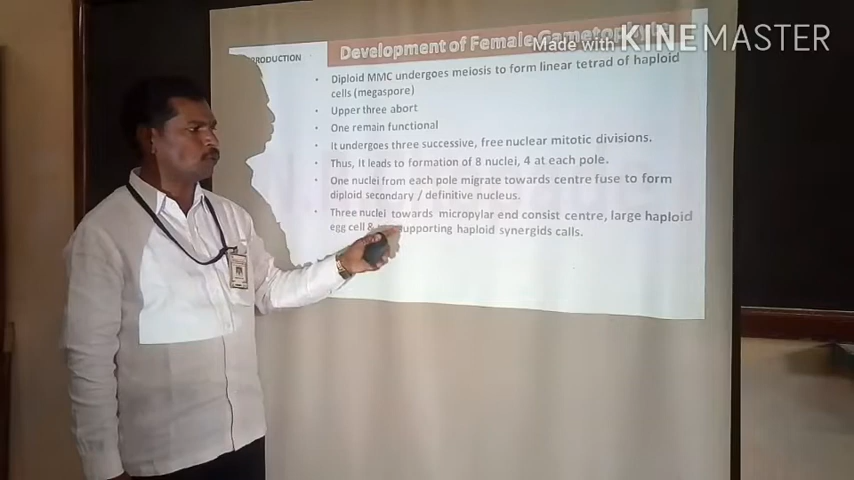 Made with KINEMASTER
PRODUCTION
Development of Female
Diploid MMC undergoes meiosis to form linear tetrad of haploid
cells (megaspore)
Upper three abort
One remain functional
It undergoes three successive, free nuclear mitotic divisions.
Thus, It leads to formation of 8 nuclei, 4 at each pole.
One nuclei from each pole migrate towards centre fuse to form
diploid secondary / definitive nucleus.
Three nuclei towards micropylar end consist centre, large haploid
egg cell & supporting haploid synergids calls.